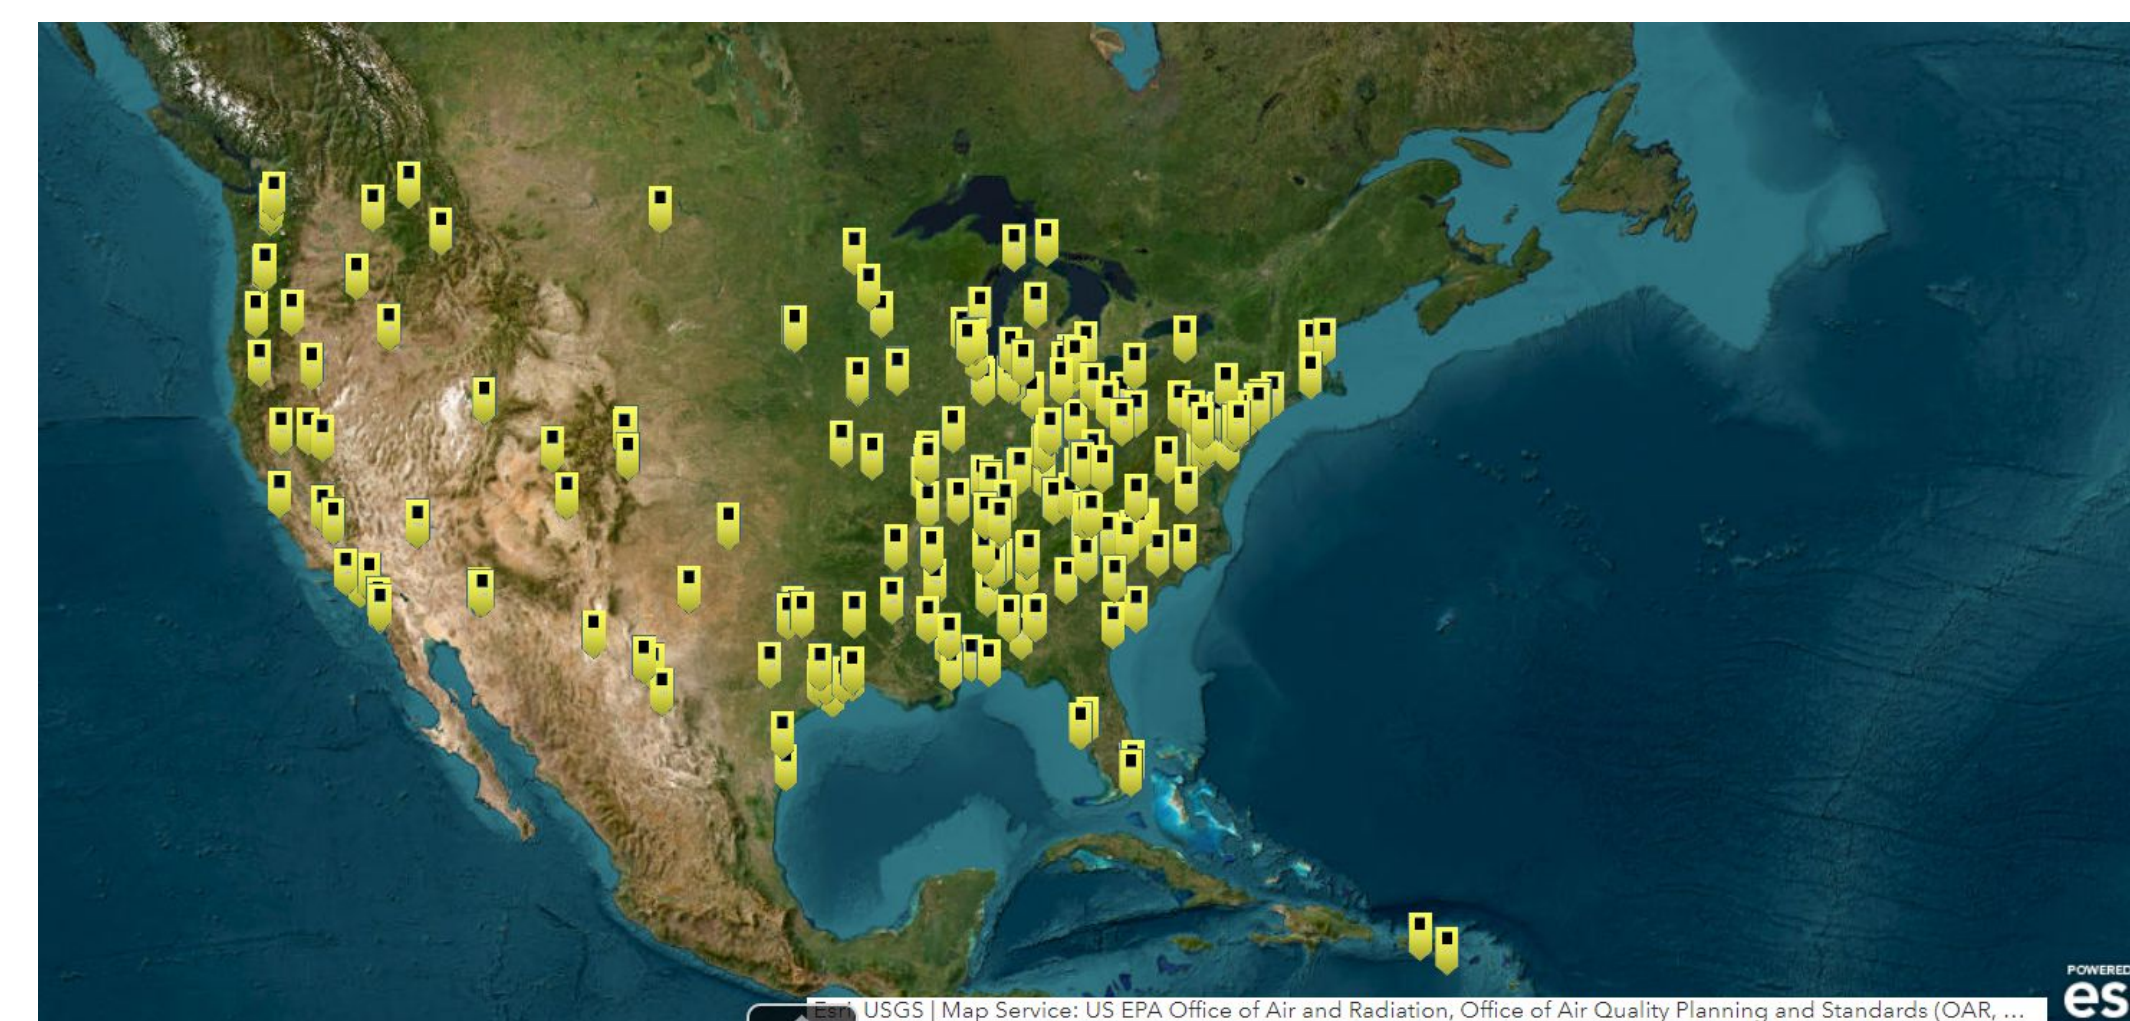 POWERED
es
Esri, USGS | Map Service: US EPA Office of Air and Radiation, Office of Air Quality Planning and Standards (OAR, ...